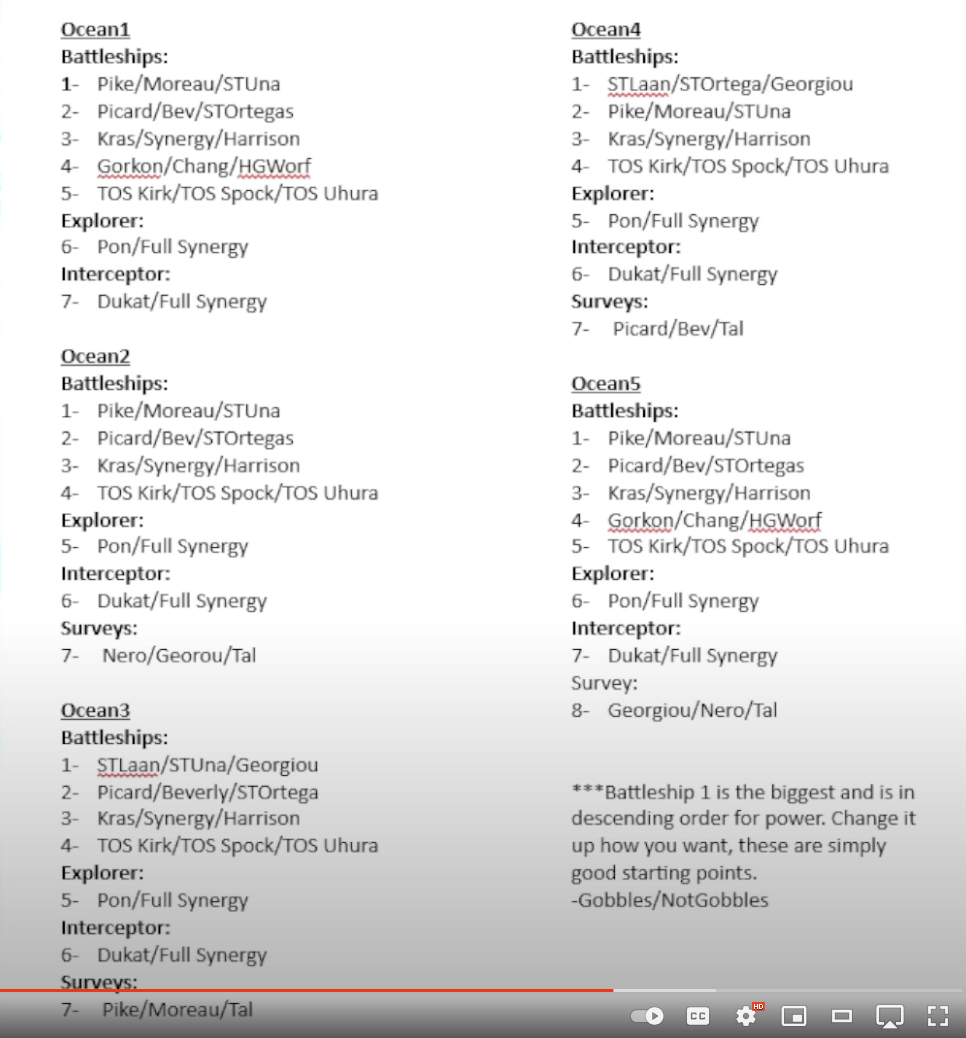 Ocean1
Battleships:
1- Pike/Moreau/STUna
2- Picard/Bev/STOrtegas
3- Kras/Synergy/Harrison
4- Gorkon/Chang/HGWorf
5- TOS Kirk/TOS Spock/TOS Uhura
Explorer:
6- Pon/Full Synergy
Interceptor:
7- Dukat/Full Synergy
Ocean2
Battleships:
1- Pike/Moreau/STUna
2- Picard/Bev/STOrtegas
3- Kras/Synergy/Harrison
4- TOS Kirk/TOS Spock/TOS Uhura
Explorer:
5- Pon/Full Synergy
Interceptor:
6- Dukat/Full Synergy
Surveys:
7- Nero/Georou/Tal
Ocean3
Battleships:
1- STLaan/STUna/Georgiou
2- Picard/Beverly/STOrtega
3- Kras/Synergy/Harrison
4- TOS Kirk/TOS Spock/TOS Uhura
Explorer:
5- Pon/Full Synergy
Interceptor:
6- Dukat/Full Synergy
Surveys:
7- Pike/Moreau/Tal
Ocean4
Battleships:
1- STLaan/STOrtega/Georgiou
2- Pike/Moreau/STUna
3- Kras/Synergy/Harrison
4- TOS Kirk/TOS Spock/TOS Uhura
Explorer:
5- Pon/Full Synergy
Interceptor:
6- Dukat/Full Synergy
Surveys:
7- Picard/Bev/Tal
Ocean5
Battleships:
1- Pike/Moreau/STUna
2- Picard/Bev/STOrtegas
3- Kras/Synergy/Harrison
4- Gorkon/Chang/HGWorf
5- TOS Kirk/TOS Spock/TOS Uhura
Explorer:
6- Pon/Full Synergy
Interceptor:
7- Dukat/Full Synergy
Survey:
8- Georgiou/Nero/Tal
***Battleship 1 is the biggest and is in
descending order for power. Change it
up how you want, these are simply
good starting points.
-Gobbles/NotGobbles
CC
HD